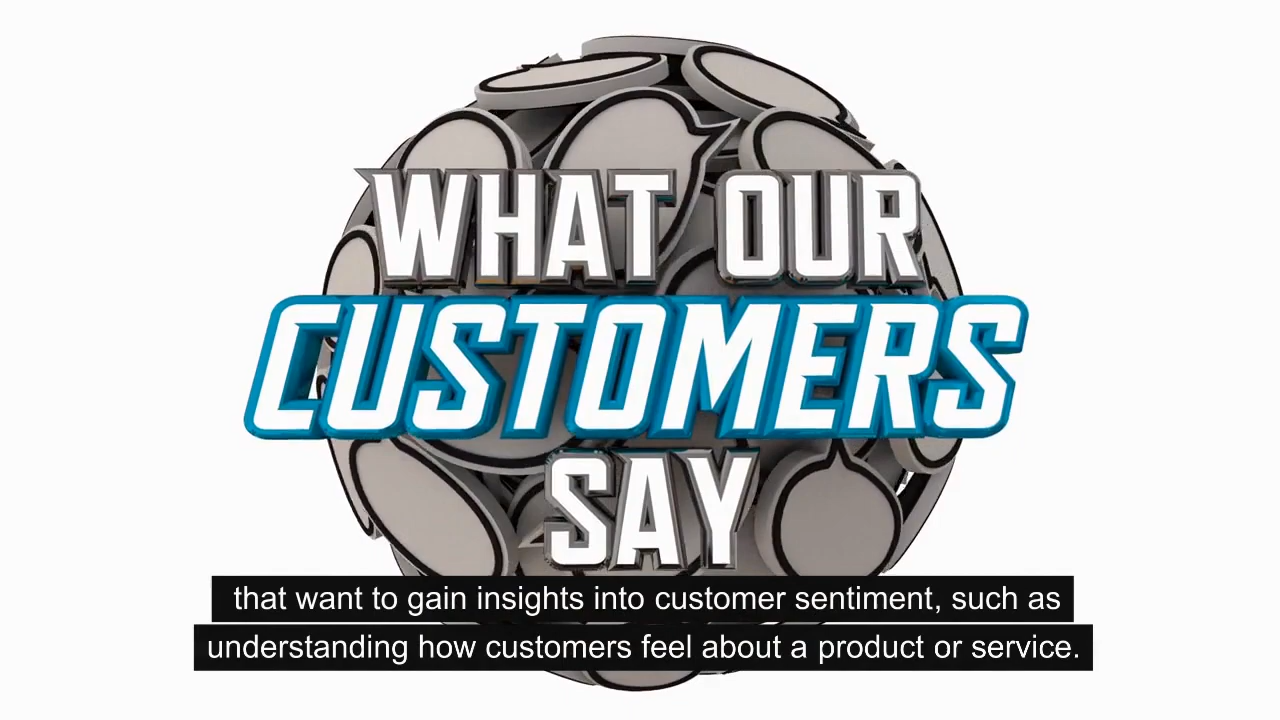 WHAT OUR
CUSTOMERS
SAY
that want to gain insights into customer sentiment, such as
understanding how customers feel about a product or service.